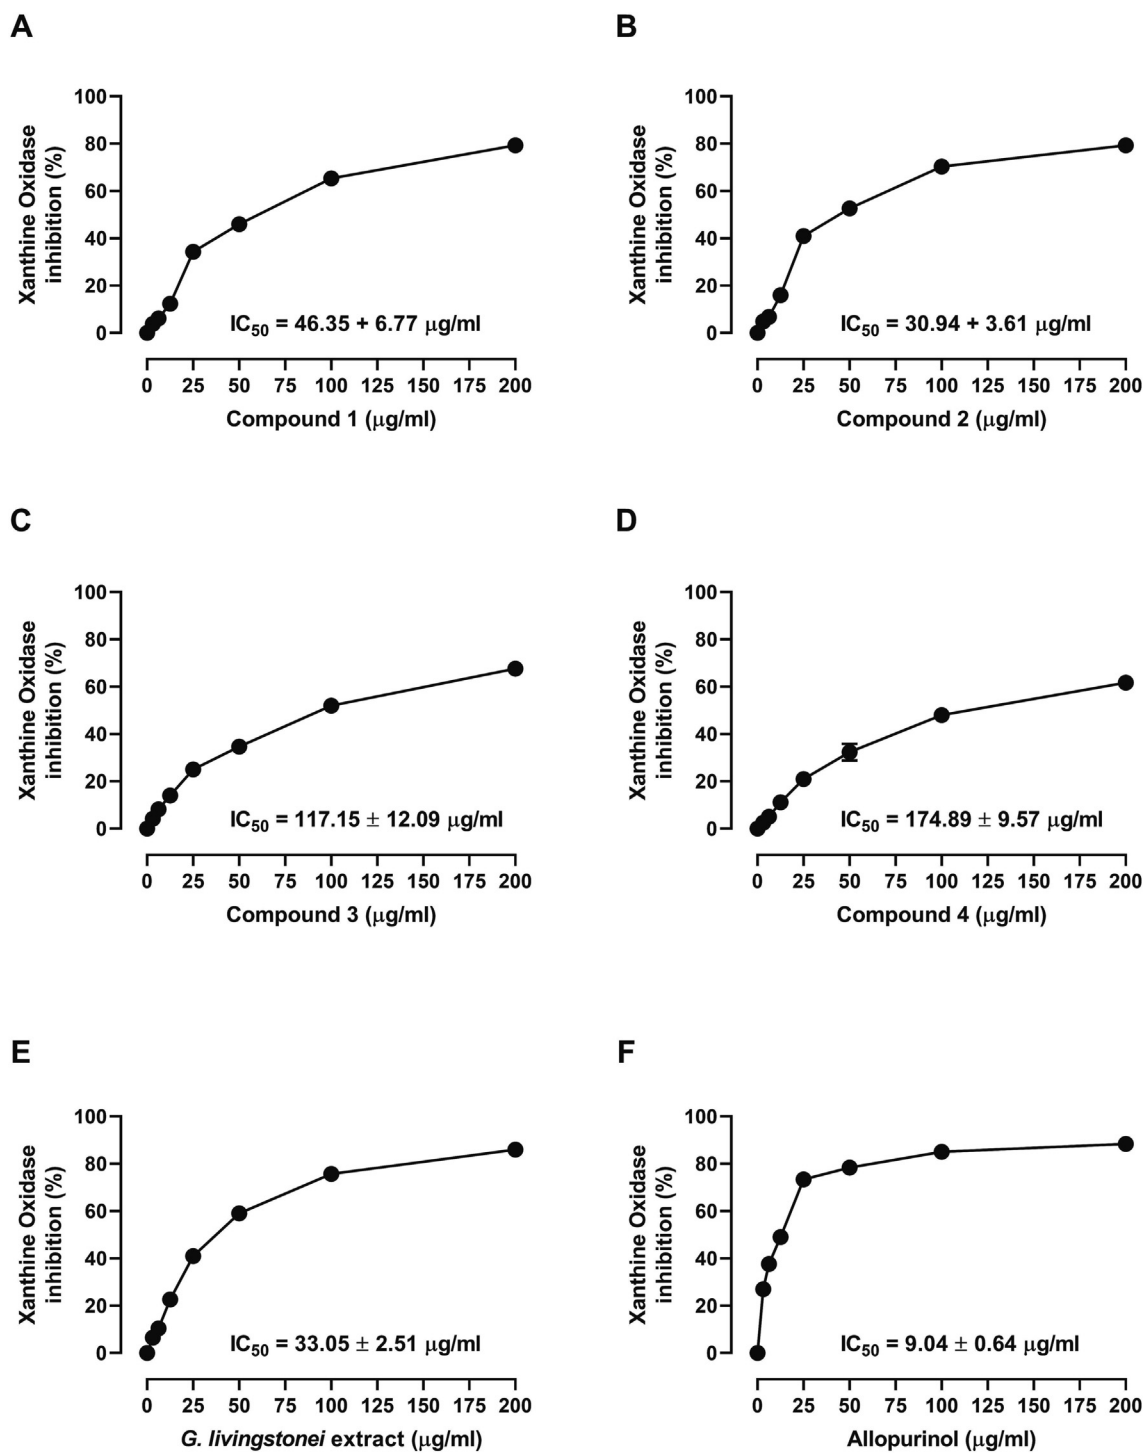 A
Xanthine Oxidase
inhibition (%)
100
80
60
40
20
0
IC50 = 46.35 + 6.77 μg/ml
0 25 50 75 100 125 150 175 200
Compound 1 (μg/ml)
B
Xanthine Oxidase
inhibition (%)
100
80
60
40
20
0
IC50 = 30.94 + 3.61 μg/ml
0 25 50 75 100 125 150 175 200
Compound 2 (μg/ml)
C
Xanthine Oxidase
inhibition (%)
100
80
60
40
20
0
IC50 = 117.15 ± 12.09 μg/ml
0 25 50 75 100 125 150 175 200
Compound 3 (μg/ml)
D
Xanthine Oxidase
inhibition (%)
100
80
60
40
20
0
IC50 = 174.89 ± 9.57 μg/ml
0 25 50 75 100 125 150 175 200
Compound 4 (μg/ml)
E
Xanthine Oxidase
inhibition (%)
100
80
60
40
20
0
IC50 = 33.05 ± 2.51 μg/ml
0 25 50 75 100 125 150 175 200
G. livingstonei extract (μg/ml)
F
Xanthine Oxidase
inhibition (%)
100
80
60
40
20
0
IC50 = 9.04 ± 0.64 μg/ml
0 25 50 75 100 125 150 175 200
Allopurinol (μg/ml)